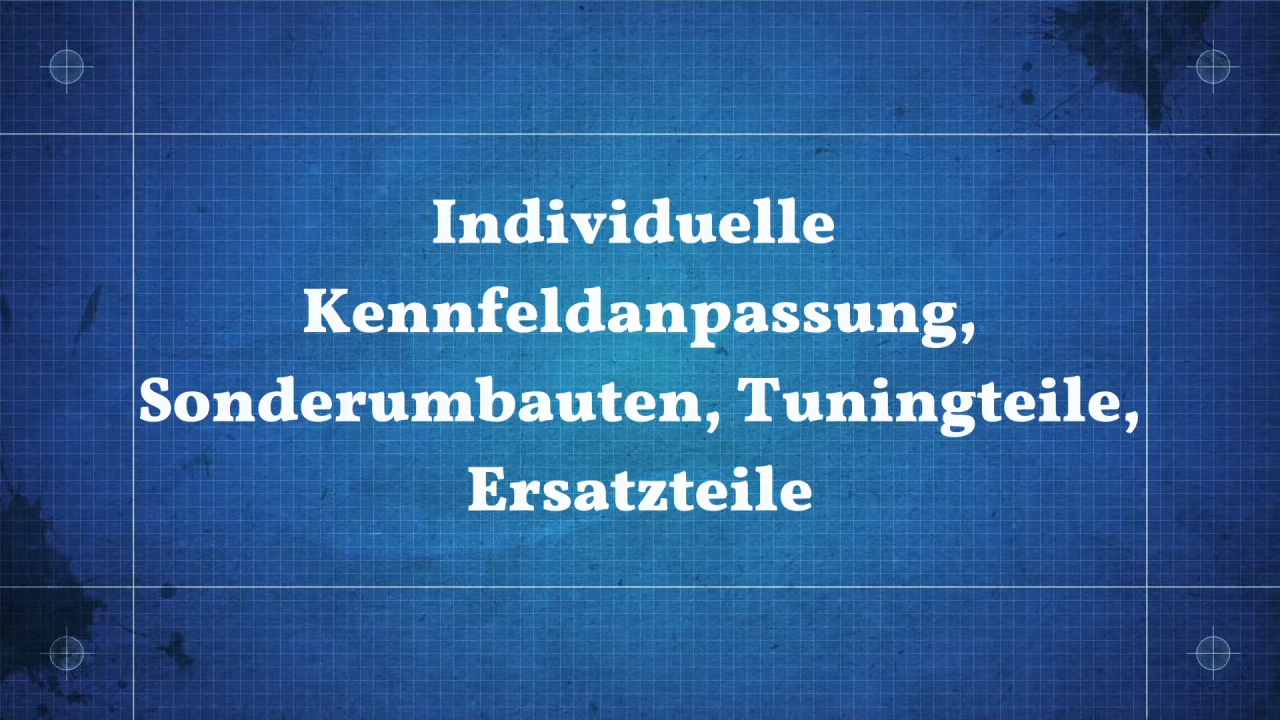 Individuelle
Kennfeldanpassung,
Sonderumbauten, Tuningteile,
Ersatzteile